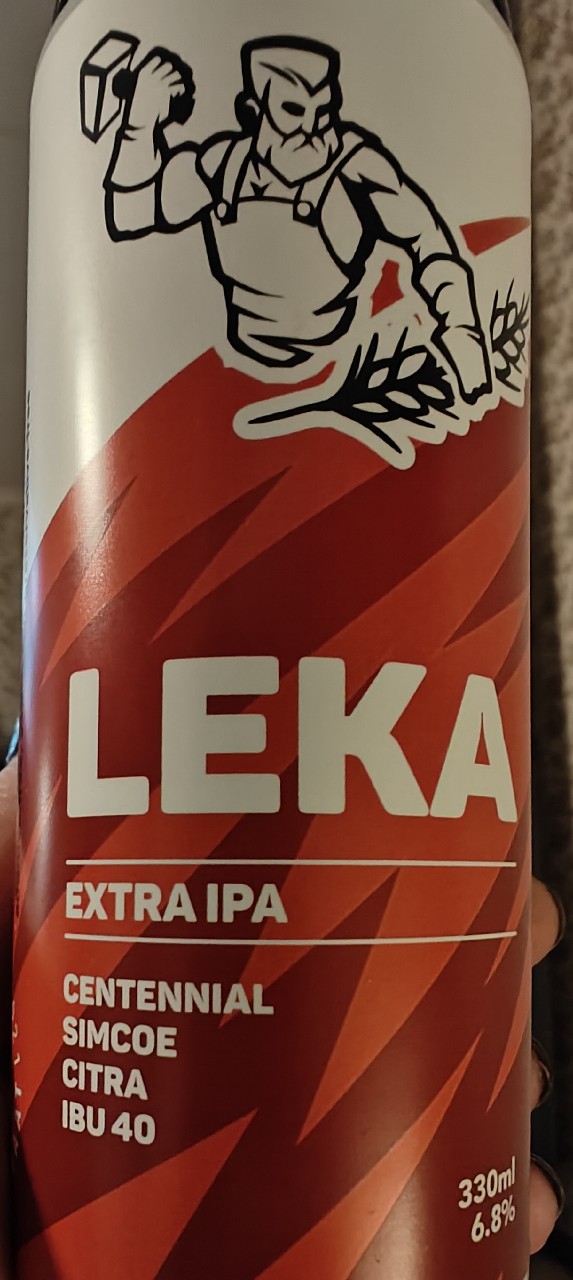 LEKA
EXTRA IPA
CENTENNIAL
SIMCOE
CITRA
IBU 40
330ml
6.8%